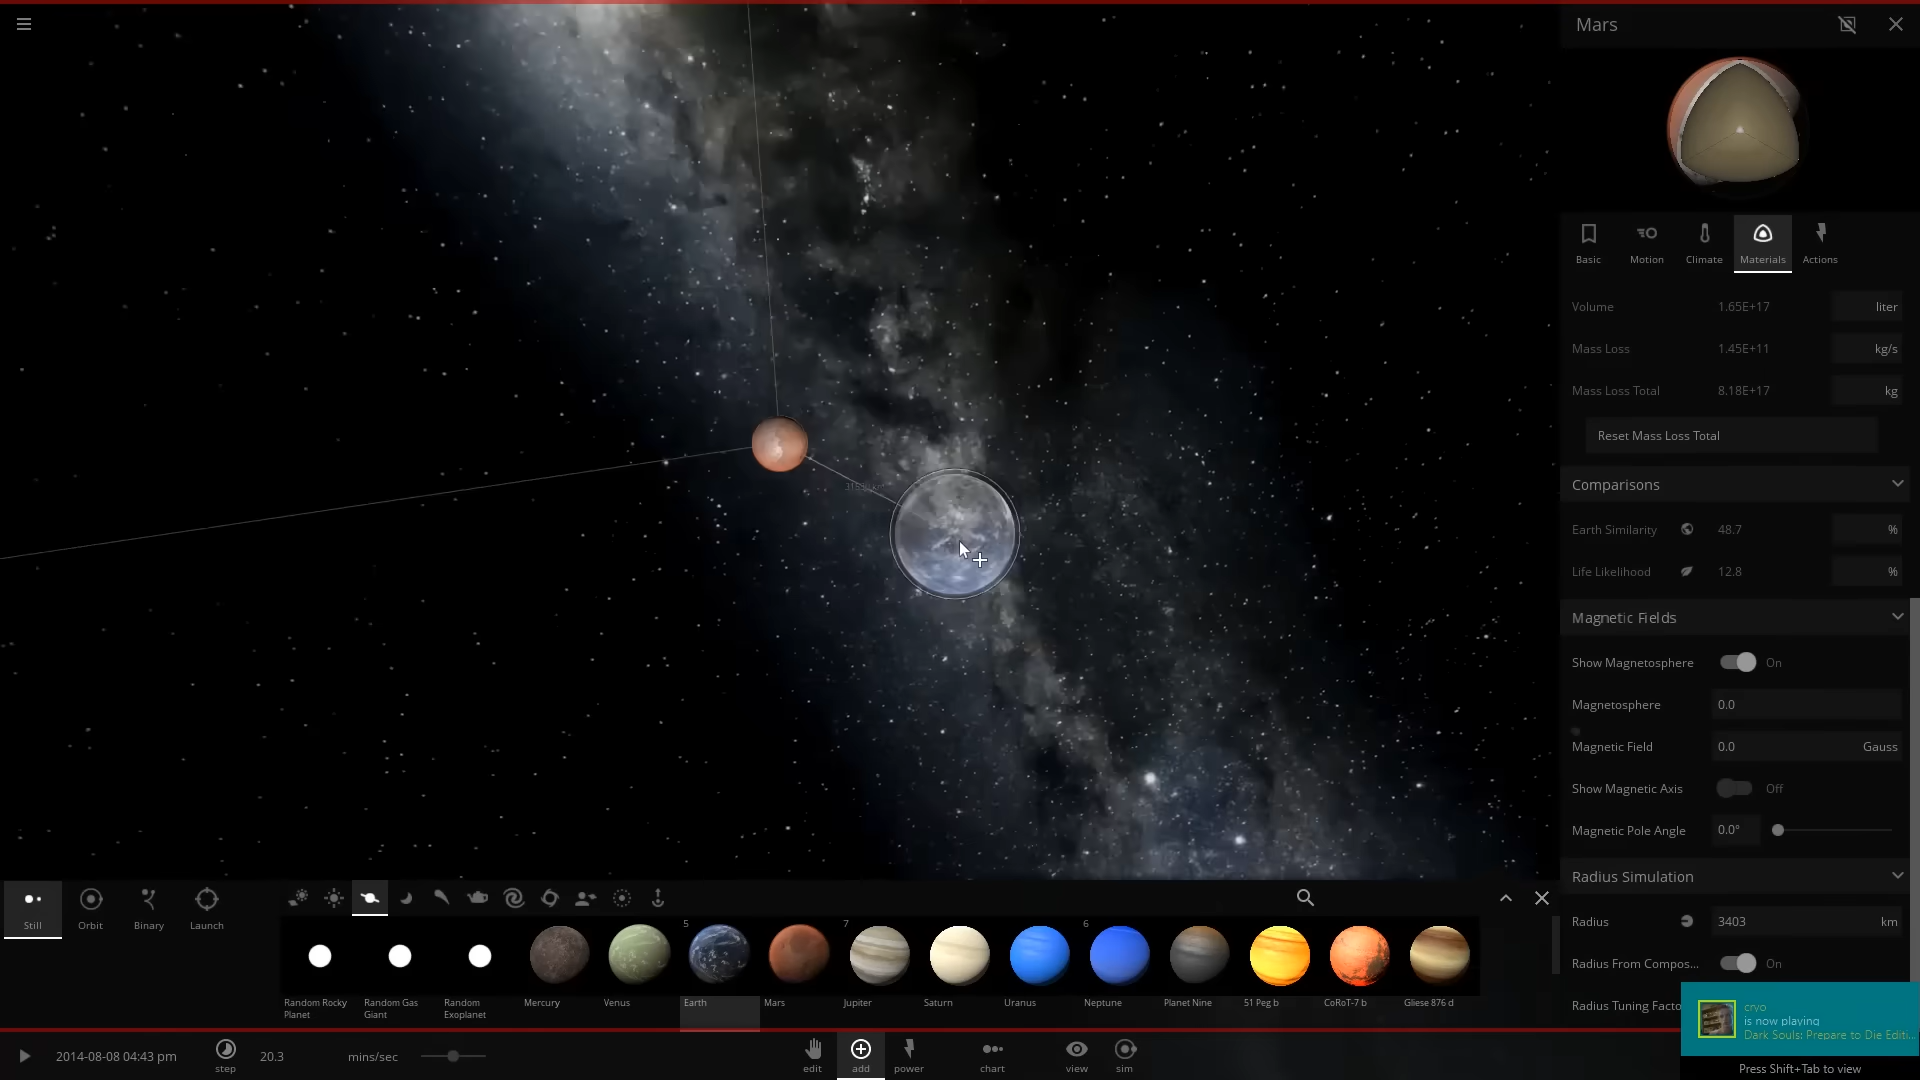 Mars
Basic
Motion
Climate
Materials
Actions
Volume 1.65E+17 liter
Mass Loss 1.45E+11 kg/s
Mass Loss Total 8.18E+17 kg
Reset Mass Loss Total
Comparisons
Earth Similarity 48.7 %
Life Likelihood 12.8 %
Magnetic Fields
Show Magnetosphere On
Magnetosphere 0.0
Magnetic Field 0.0 Gauss
Show Magnetic Axis Off
Magnetic Pole Angle 0.0°
Radius Simulation
Radius 3403 km
Radius From Compos... On
Radius Tuning Facto
cryo
is now playing
Dark Souls: Prepare to Die Editi...
Press Shift+Tab to view
Still
Orbit
Binary
Launch
5
7
6
Random Rocky
Planet
Random Gas
Giant
Random
Exoplanet
Mercury
Venus
Earth
Mars
Jupiter
Saturn
Uranus
Neptune
Planet Nine
51 Peg b
CoRoT-7 b
Gliese 876 d
2014-08-08 04:43 pm
step
20.3
mins/sec
edit
add
power
chart
view
sim